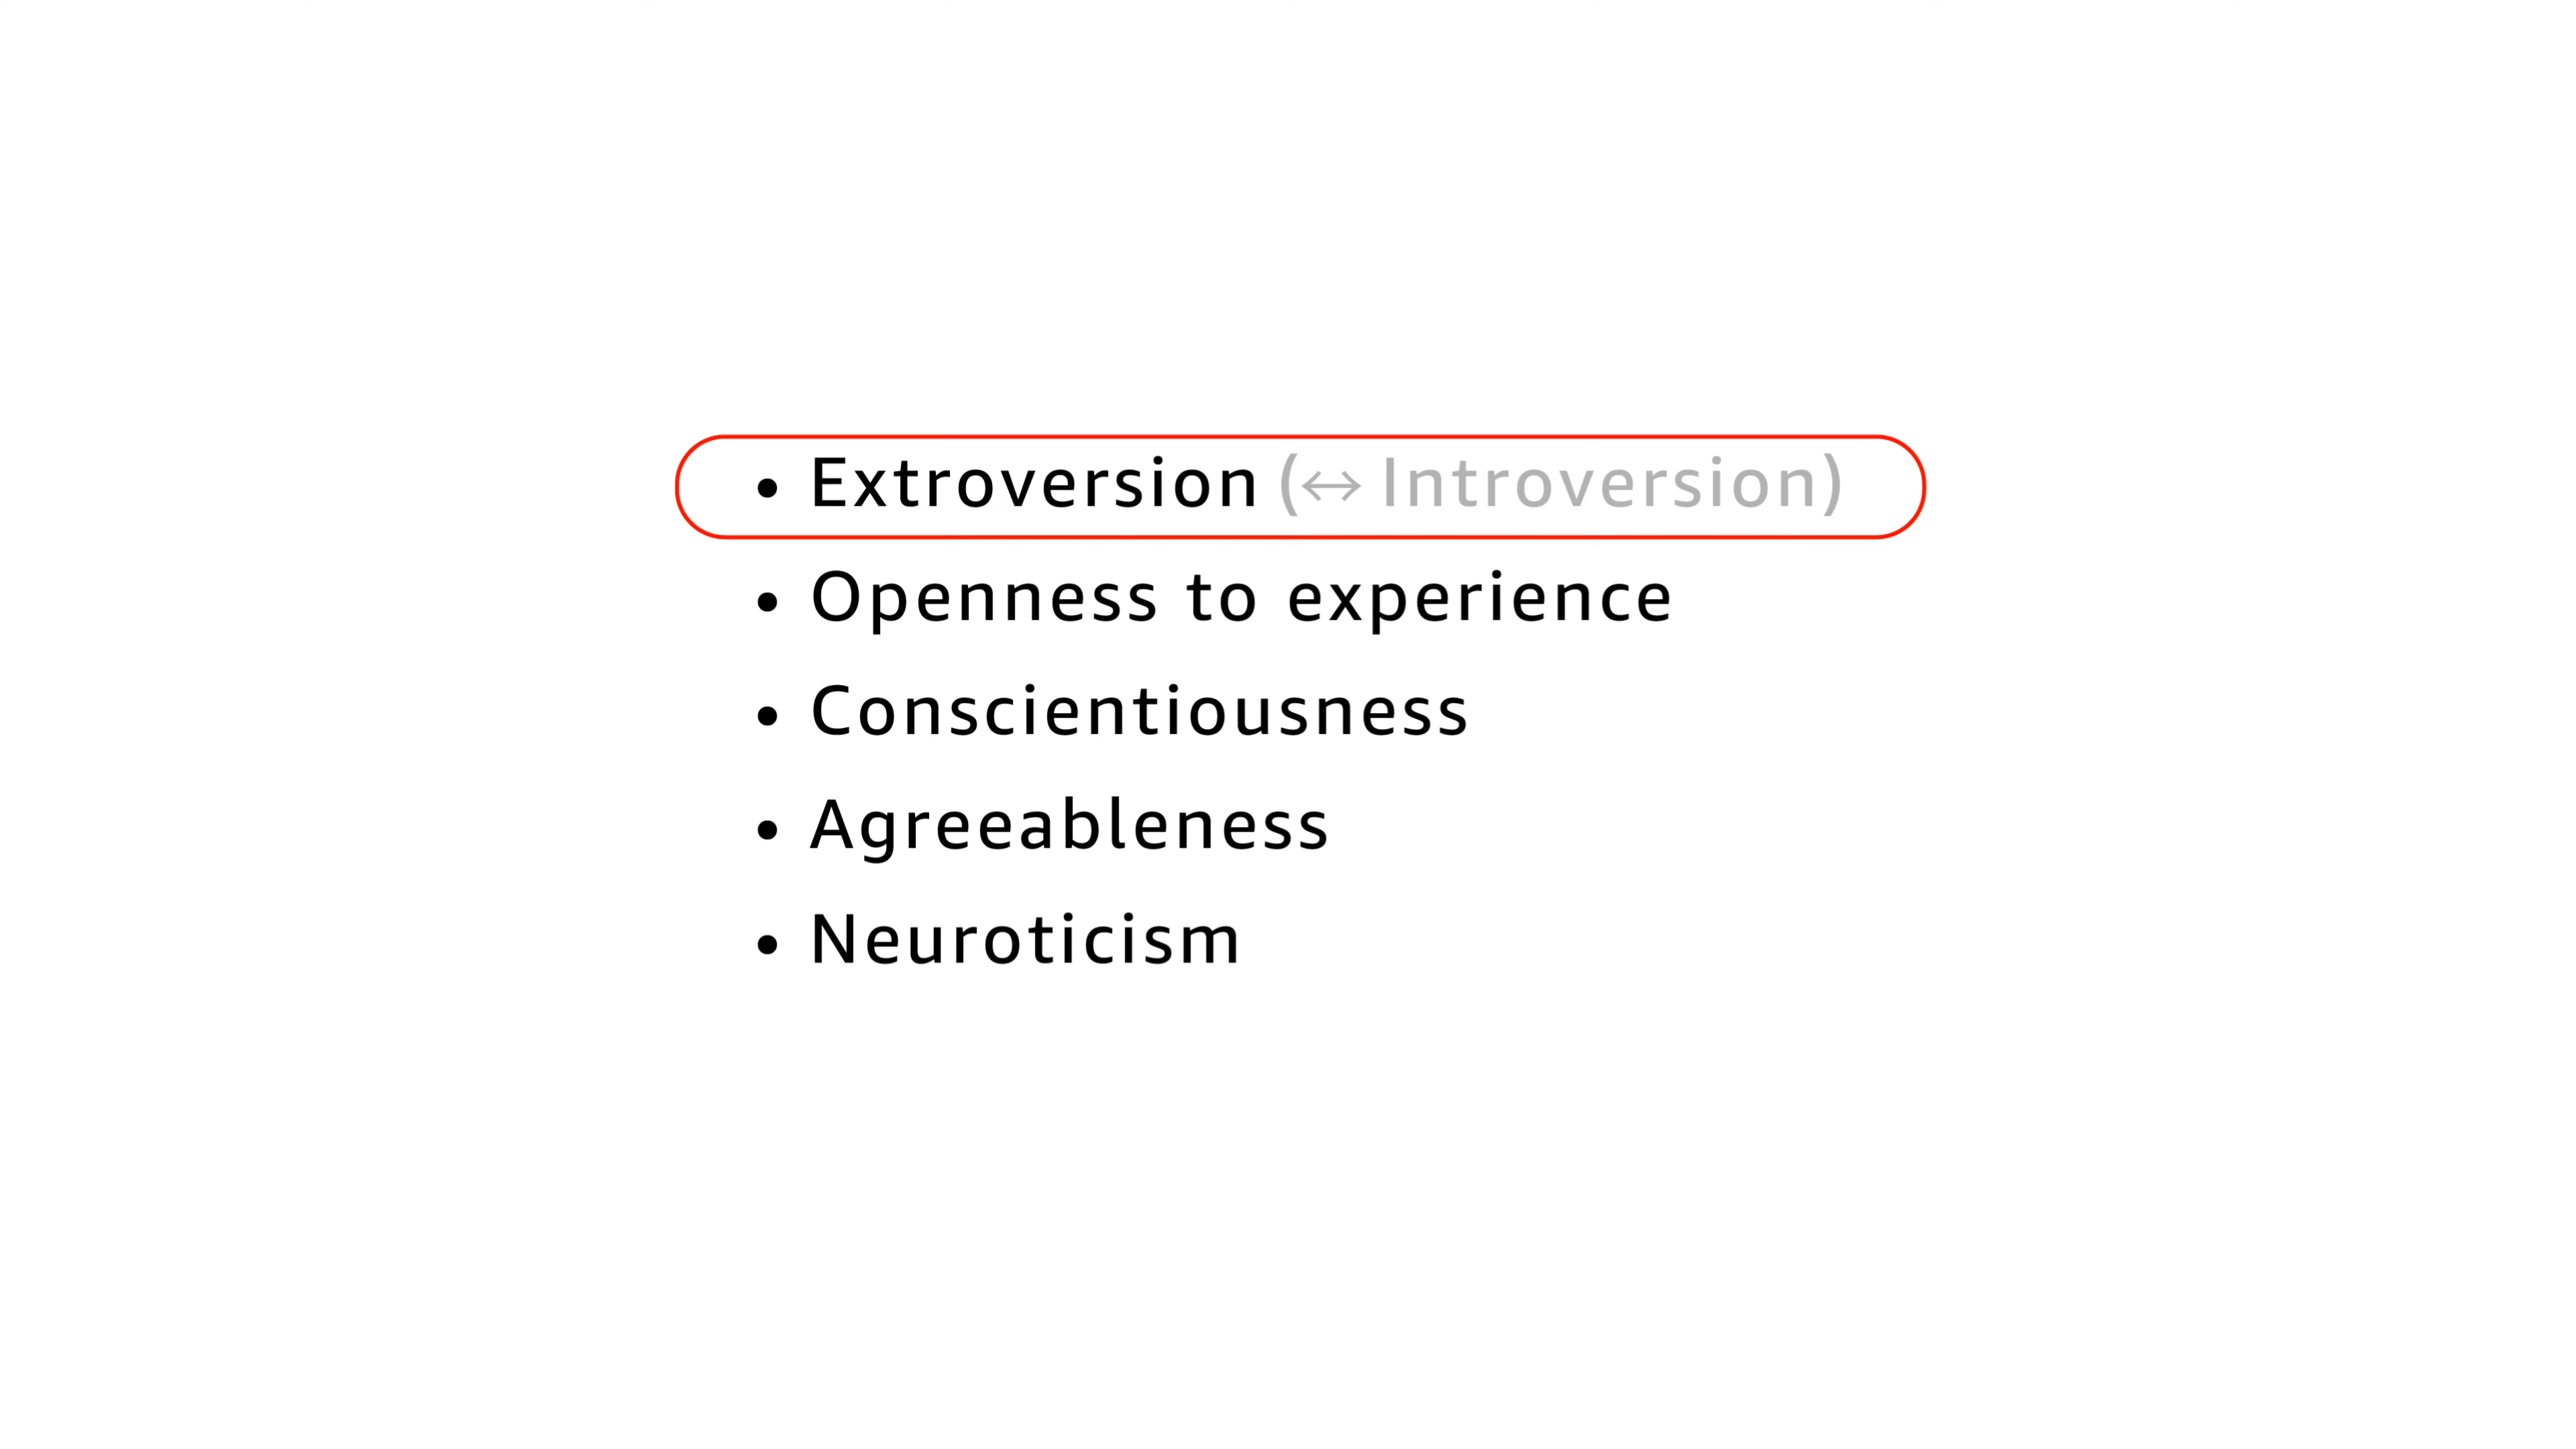 • Extroversion (↔ Introversion)
• Openness to experience
• Conscientiousness
• Agreeableness
• Neuroticism